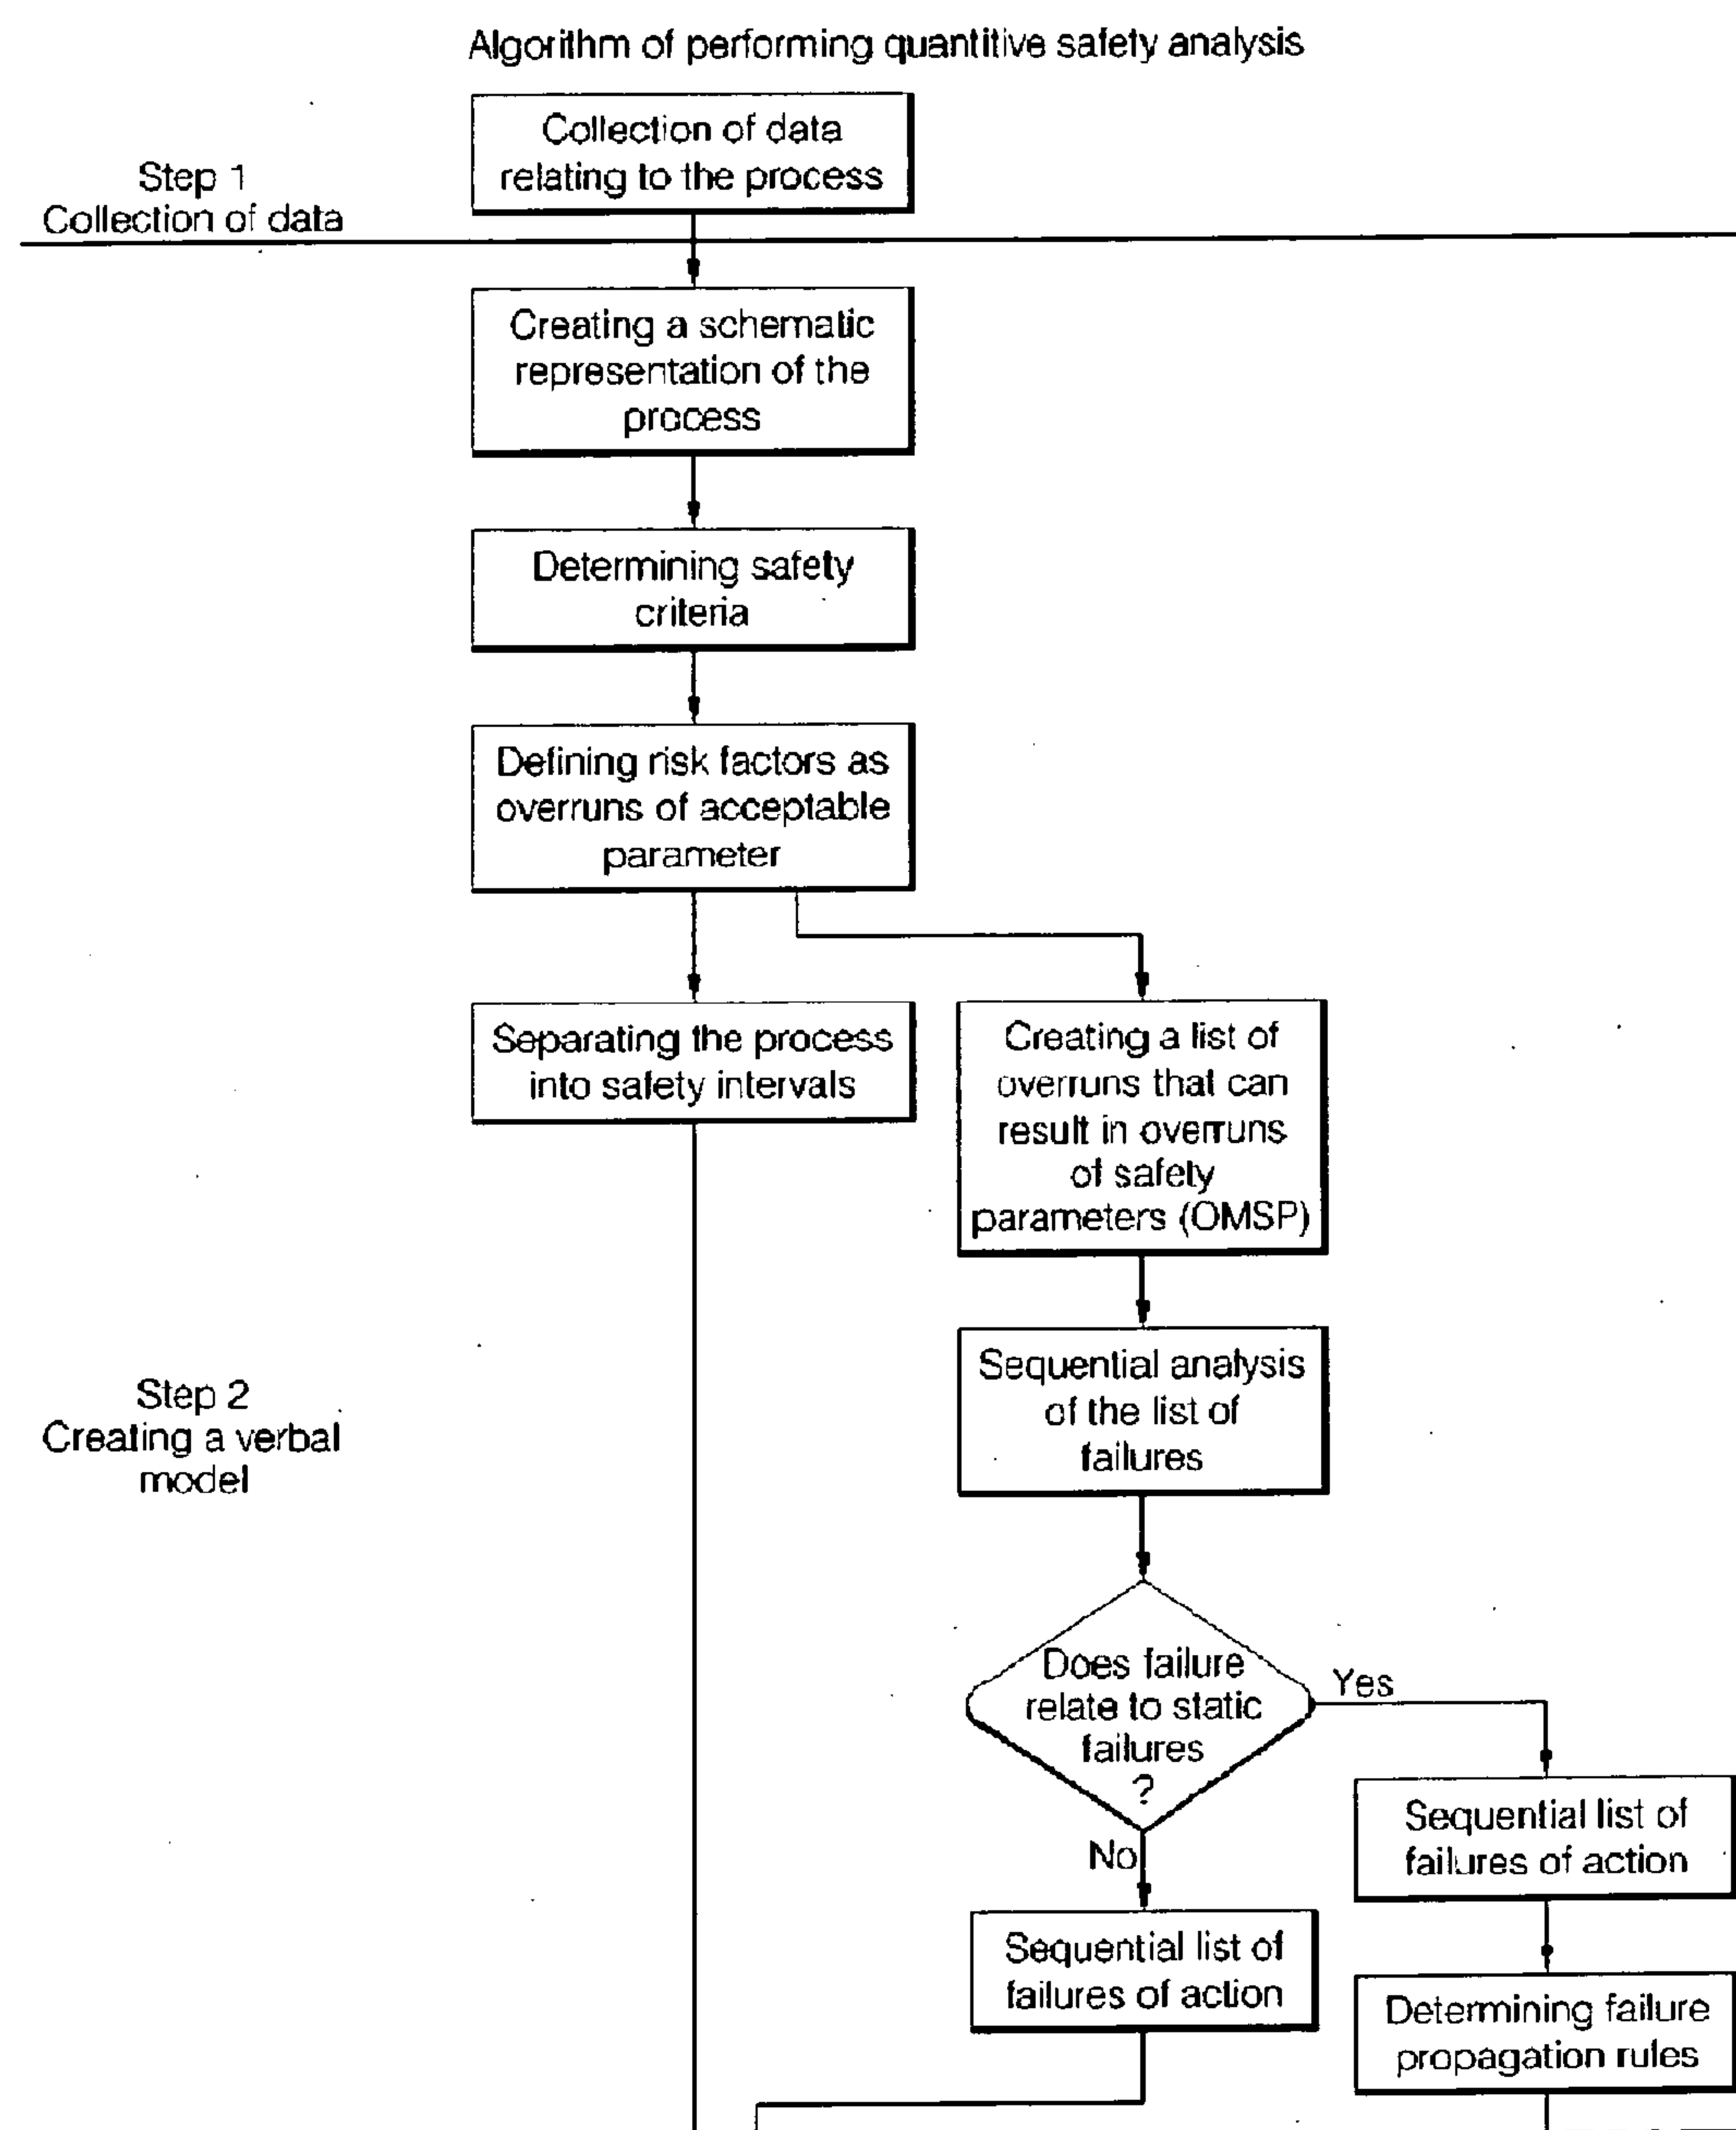 Algorithm of performing quantitive safety analysis
Collection of data
relating to the process
Step 1
Collection of data
Creating a schematic
representation of the
process
Determining safety
criteria
Defining risk factors as
overruns of acceptable
parameter
Separating the process
into safety intervals
Creating a list of
overruns that can
result in overruns
of safety
parameters (OMSP)
Sequential analysis
of the list of
failures
Step 2
Creating a verbal
model
Does failure
relate to static
failures
?
Yes
No
Sequential list of
failures of action
Sequential list of
failures of action
Determining failure
propagation rules